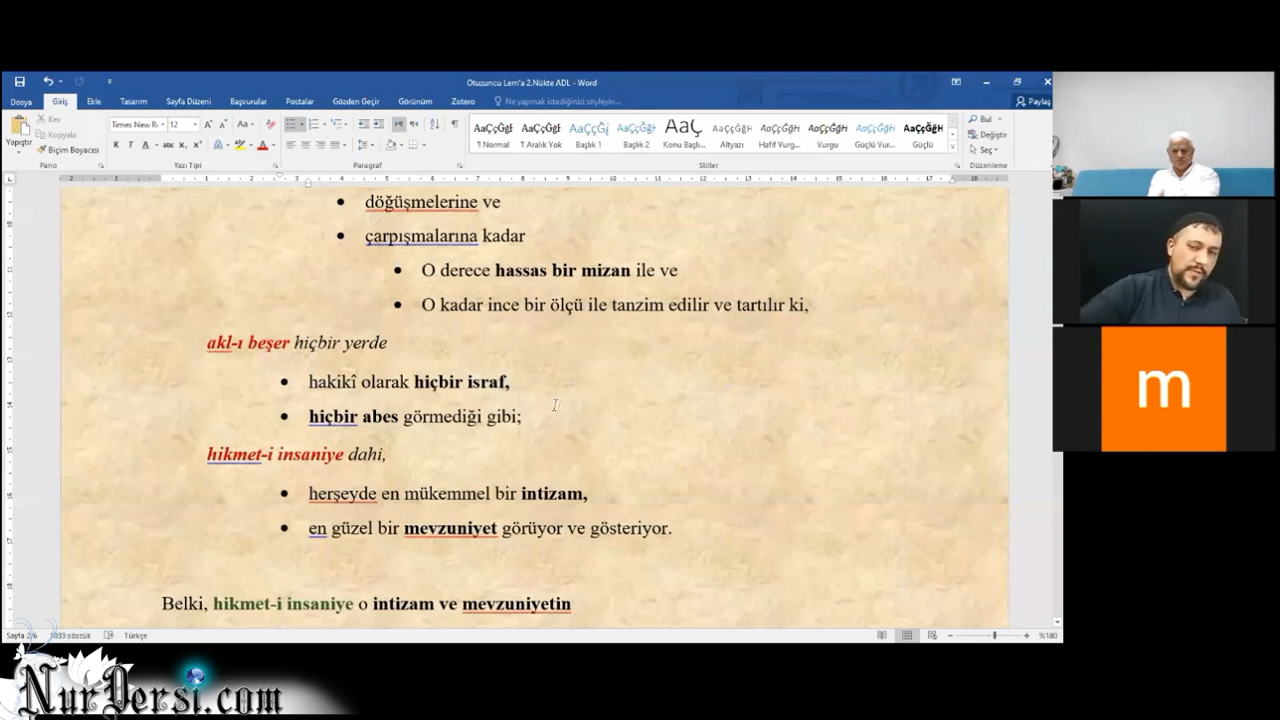 Otuzuncu Lem'a 2.Nükte ADL - Word
Dosya Giriş Ekle Tasarım Sayfa Düzeni Başvurular Postalar Gözden Geçir Görünüm Zotero Ne yapmak istediğinizi söyleyin... Paylaş
Yapıştır
Kes
Kopyala
Biçim Boyacısı
Times New R 12
AaÇçĞğI AaÇçĞğI AaÇçĞğ AaÇçĞğI AaÇ AaÇçĞğH AaÇçĞğH AaÇçĞğH AaÇçĞğH AaÇçĞğH
¶ Normal ¶ Aralık Yok Başlık 1 Başlık 2 Konu Başlı... Altyazı Hafif Vurg... Vurgu Güçlü Vur... Güçlü
Bul
Değiştir
Seç
Pano Yazı Tipi Paragraf Stiller Düzenleme
• döğüşmelerine ve
• çarpışmalarına kadar
• O derece hassas bir mizan ile ve
• O kadar ince bir ölçü ile tanzim edilir ve tartılır ki,
akl-ı beşer hiçbir yerde
• hakikî olarak hiçbir israf,
• hiçbir abes görmediği gibi;
hikmet-i insaniye dahi,
• herşeyde en mükemmel bir intizam,
• en güzel bir mevzuniyet görüyor ve gösteriyor.
Belki, hikmet-i insaniye o intizam ve mevzuniyetin
Sayfa 2/6 1033 sözcük Türkçe %180
m
NurDersi.com